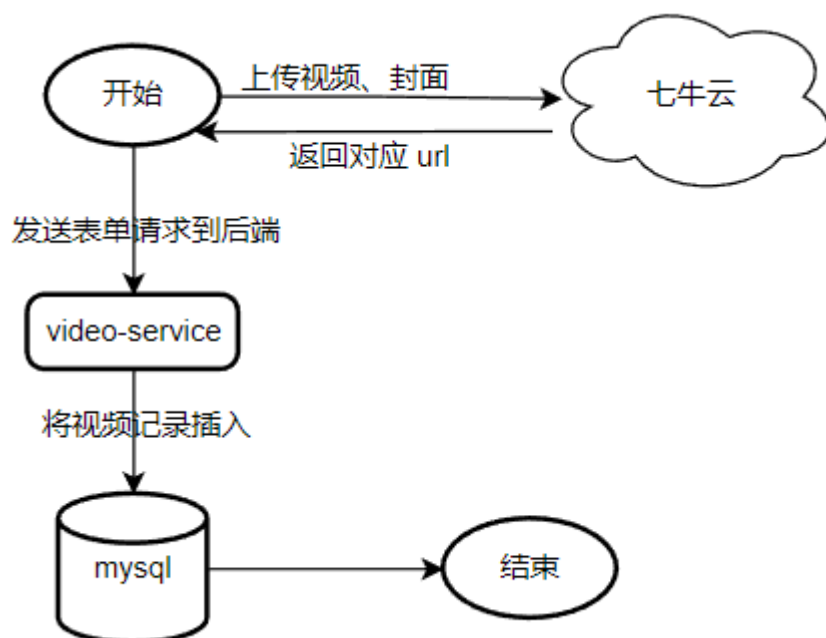 开始
上传视频、封面
七牛云
返回对应 url
发送表单请求到后端
video-service
将视频记录插入
mysql
结束